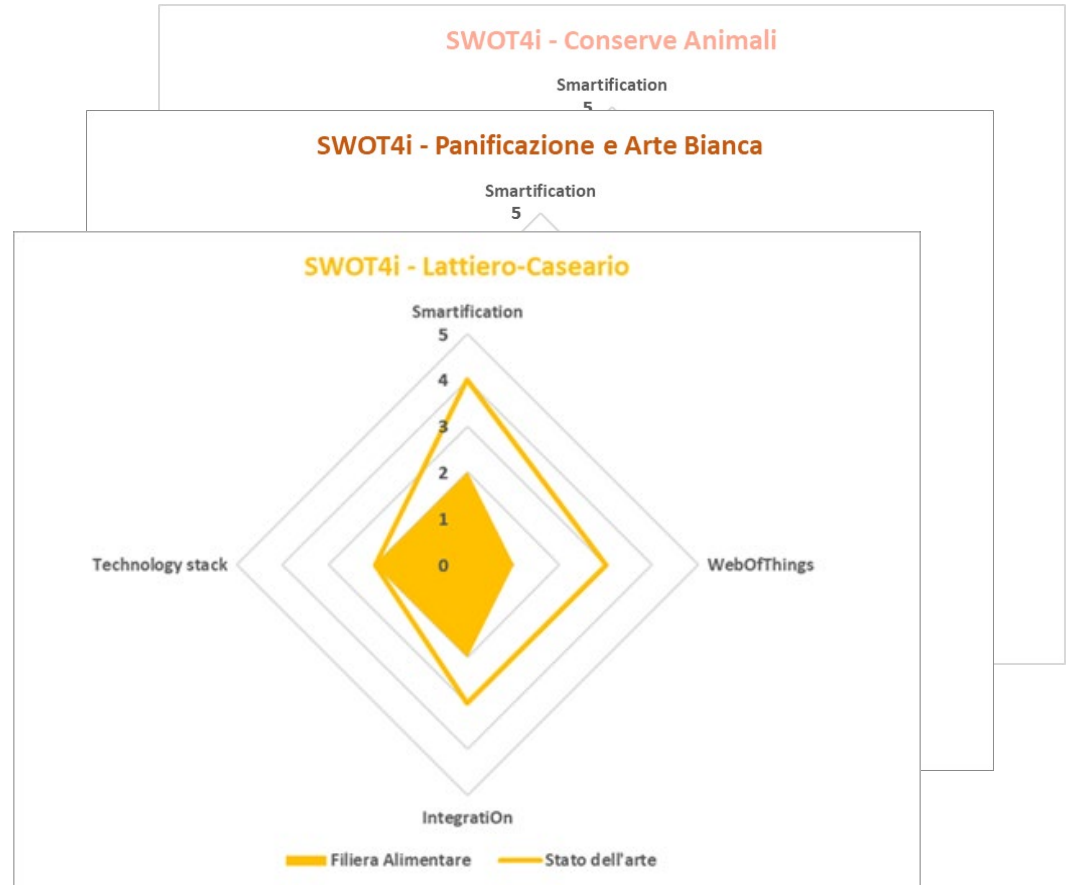 SWOT4i - Conserve Animali
Smartification
5
SWOT4i - Panificazione e Arte Bianca
Smartification
5
SWOT4i - Lattiero-Caseario
Smartification
5
4
3
2
1
Technology stack 0 WebOfThings
IntegratiOn
Filiera Alimentare Stato dell'arte